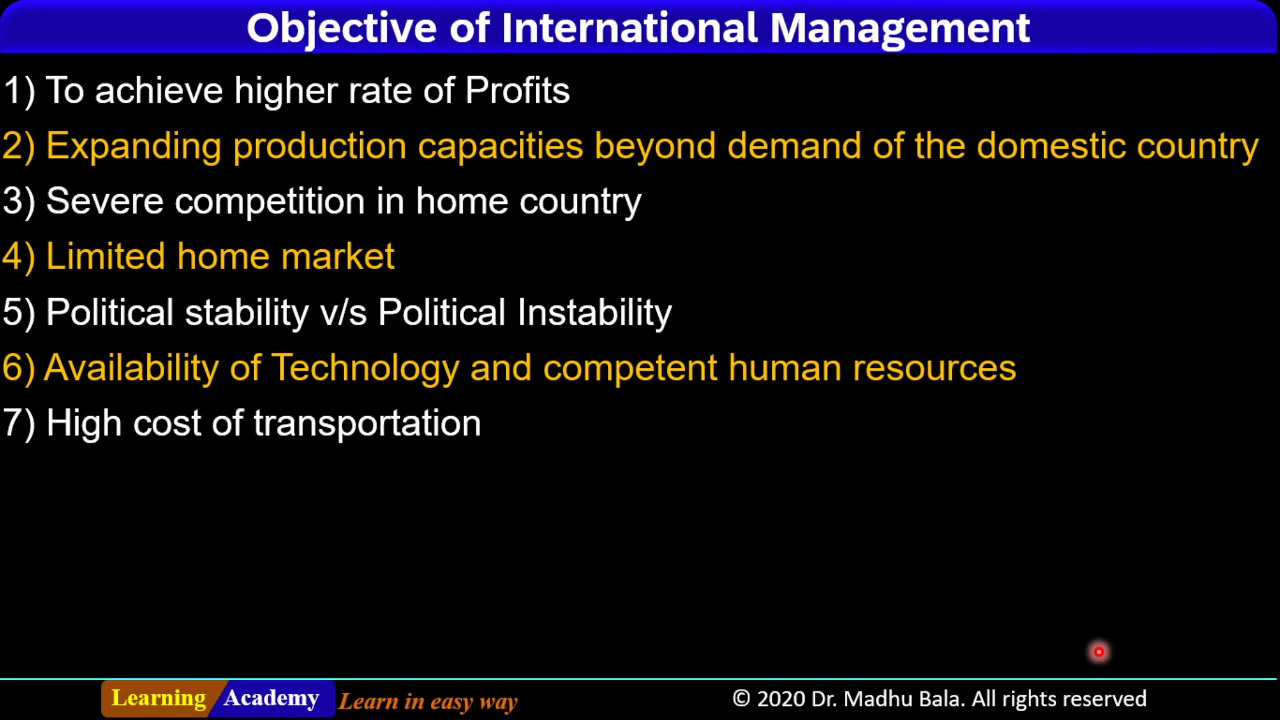 Objective of International Management
1) To achieve higher rate of Profits
2) Expanding production capacities beyond demand of the domestic country
3) Severe competition in home country
4) Limited home market
5) Political stability v/s Political Instability
6) Availability of Technology and competent human resources
7) High cost of transportation
Learning Academy Learn in easy way © 2020 Dr. Madhu Bala. All rights reserved